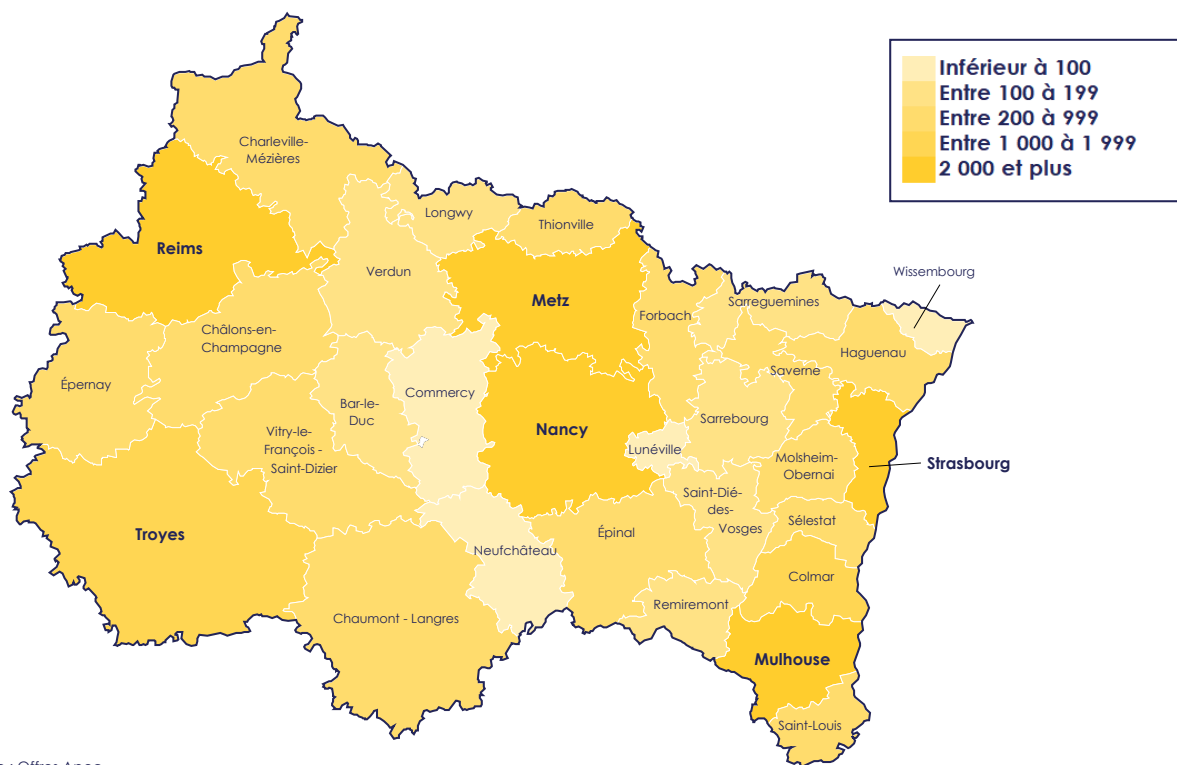 Inférieur à 100
Entre 100 à 199
Entre 200 à 999
Entre 1 000 à 1 999
2 000 et plus
Charleville-
Mézières
Longwy
Thionville
Reims
Verdun
Metz
Wissembourg
Sarreguemines
Forbach
Châlons-en-
Champagne
Haguenau
Saverne
Épernay
Commercy
Bar-le-
Duc
Sarrebourg
Nancy
Vitry-le-
François -
Saint-Dizier
Lunéville
Molsheim-
Obernai
Strasbourg
Saint-Dié-
des-
Vosges
Troyes
Sélestat
Épinal
Neufchâteau
Colmar
Remiremont
Chaumont - Langres
Mulhouse
Saint-Louis
: Offres Apec